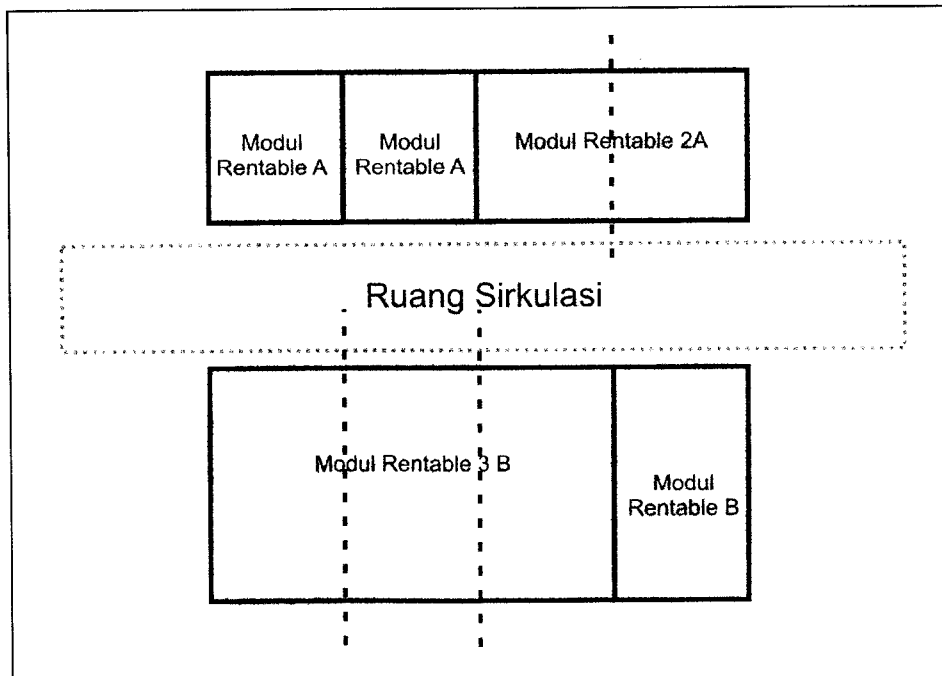 Modul
Rentable A
Modul
Rentable A
Modul Rentable 2A
Ruang Sirkulasi
Modul Rentable 3 B
Modul
Rentable B